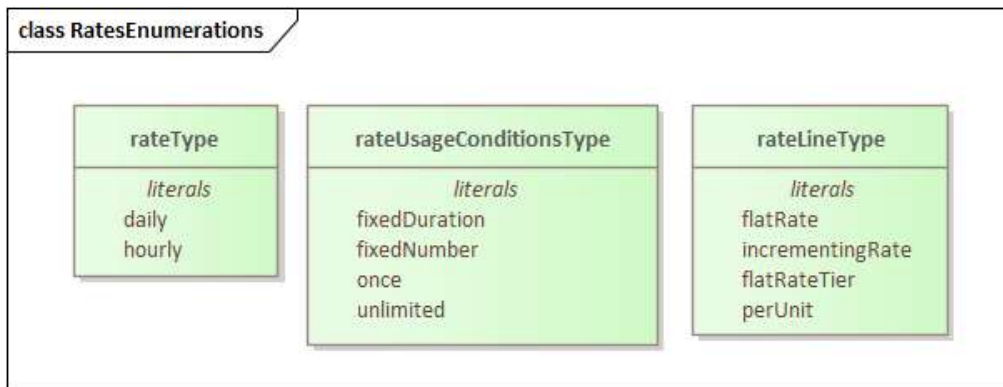 class RatesEnumerations
rateType
literals
daily
hourly
rateUsageConditionsType
literals
fixedDuration
fixedNumber
once
unlimited
rateLineType
literals
flatRate
incrementingRate
flatRateTier
perUnit